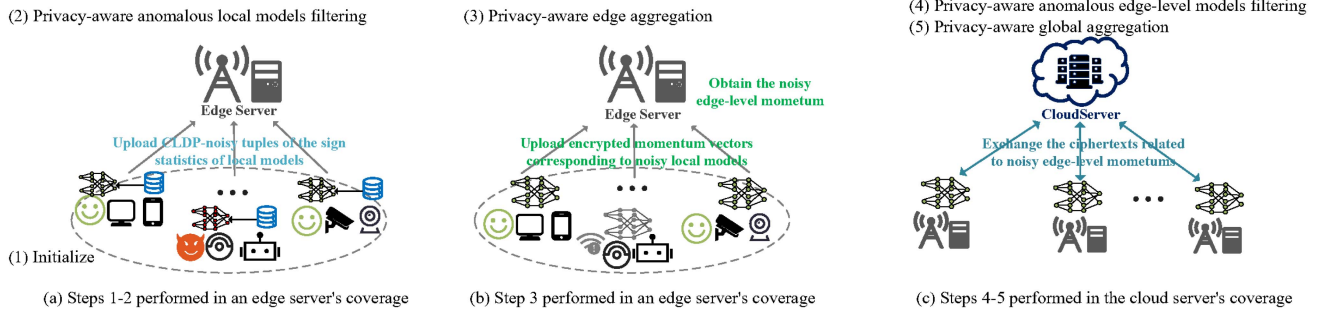 (2) Privacy-aware anomalous local models filtering
Edge Server
Upload CLDP-noisy tuples of the sign
statistics of local models
(1) Initialize
(a) Steps 1-2 performed in an edge server's coverage
(3) Privacy-aware edge aggregation
Edge Server
Obtain the noisy
edge-level mometum
Upload encrypted momentum vectors
corresponding to noisy local models
(b) Step 3 performed in an edge server's coverage
(4) Privacy-aware anomalous edge-level models filtering
(5) Privacy-aware global aggregation
CloudServer
Exchange the ciphertexts related
to noisy edge-level mometums
(c) Steps 4-5 performed in the cloud server's coverage